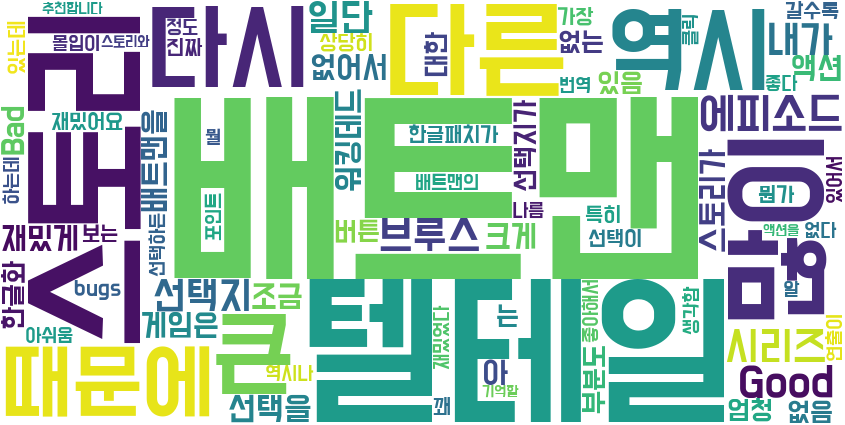 추천합니다
있는데
몰입이
스토리와
정도
진짜
다시
일단
상당히
없어서
다른
대한
가장
없는
번역
있음
역시
클릭
내가
갈수록
액션
좋다
에피소드
Bad
하는데
재밌어요
배트맨을
뭘
포인트
배트맨
워킹데드
한글패치가
배트맨의
선택지가
나름
스토리가
뭔가
있어서
액션을
없다
있음
재밌게
보는
선택하든
버튼
브루스
크게
특히
선택이
한글화
bugs
선택지
조금
게임은
아쉬움
큰
텔테일
는
재밌었다
좋아해서
생각함
알
시리즈
연출이
때문에
역시나
선택을
꽤
아
기억할
부분도
Good
엄청
없음